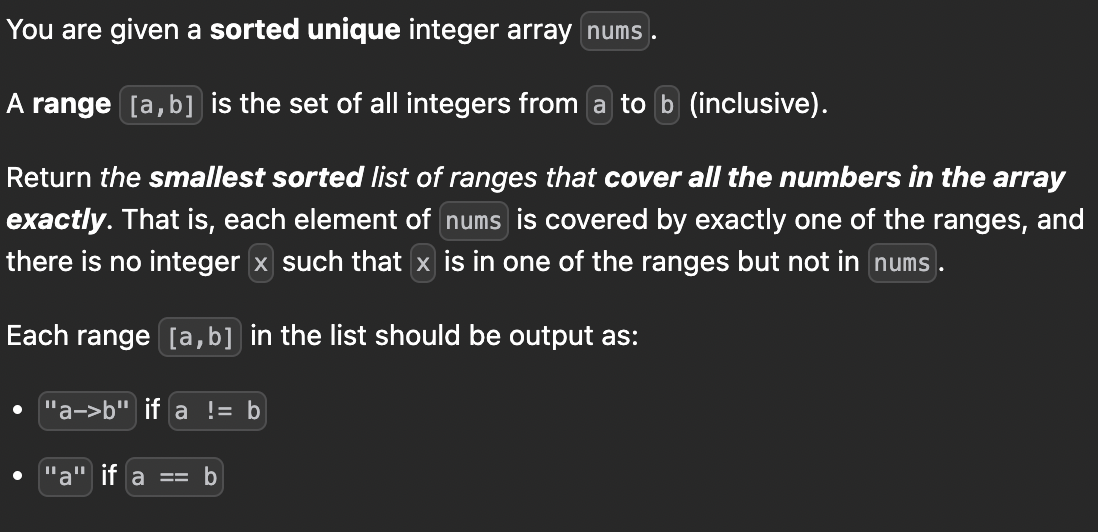 You are given a sorted unique integer array nums.
A range [a,b] is the set of all integers from a to b (inclusive).
Return the smallest sorted list of ranges that cover all the numbers in the array
exactly. That is, each element of nums is covered by exactly one of the ranges, and
there is no integer x such that x is in one of the ranges but not in nums.
Each range [a,b] in the list should be output as:
• "a->b" if a != b
• "a" if a == b